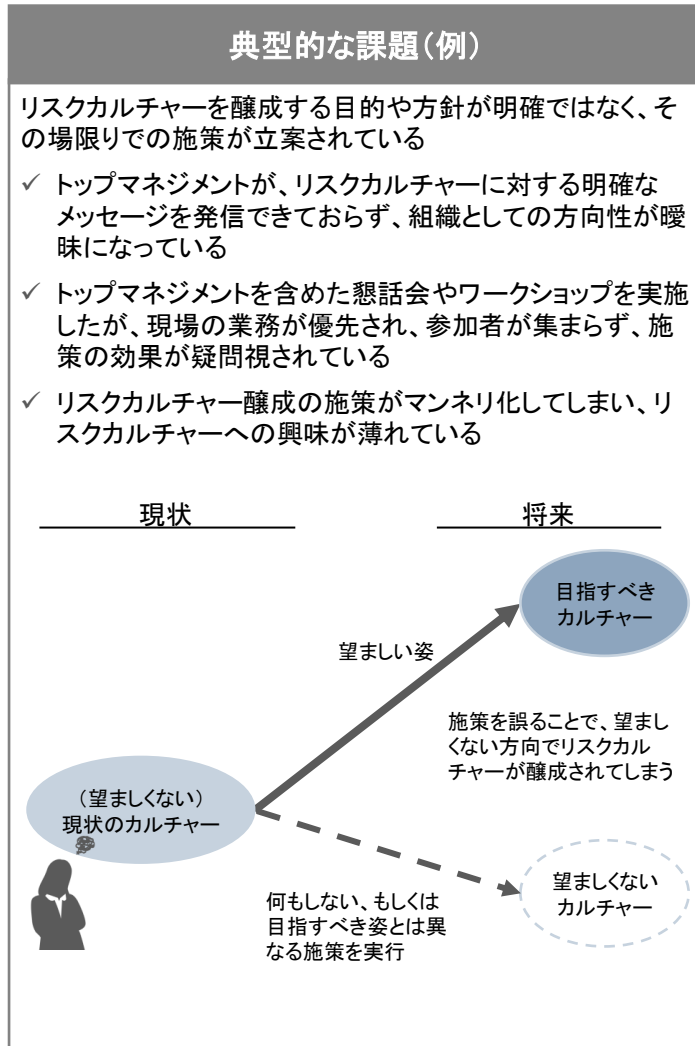 典型的な課題（例）
リスクカルチャーを醸成する目的や方針が明確ではなく、そ
の場限りでの施策が立案されている
✓ トップマネジメントが、リスクカルチャーに対する明確な
メッセージを発信できておらず、組織としての方向性が曖
昧になっている
✓ トップマネジメントを含めた懇話会やワークショップを実施
したが、現場の業務が優先され、参加者が集まらず、施
策の効果が疑問視されている
✓ リスクカルチャー醸成の施策がマンネリ化してしまい、リ
スクカルチャーへの興味が薄れている
現状
将来
目指すべき
カルチャー
望ましい姿
施策を誤ることで、望まし
くない方向でリスクカル
チャーが醸成されてしまう
（望ましくない）
現状のカルチャー
望ましくない
カルチャー
何もしない、もしくは
目指すべき姿とは異
なる施策を実行